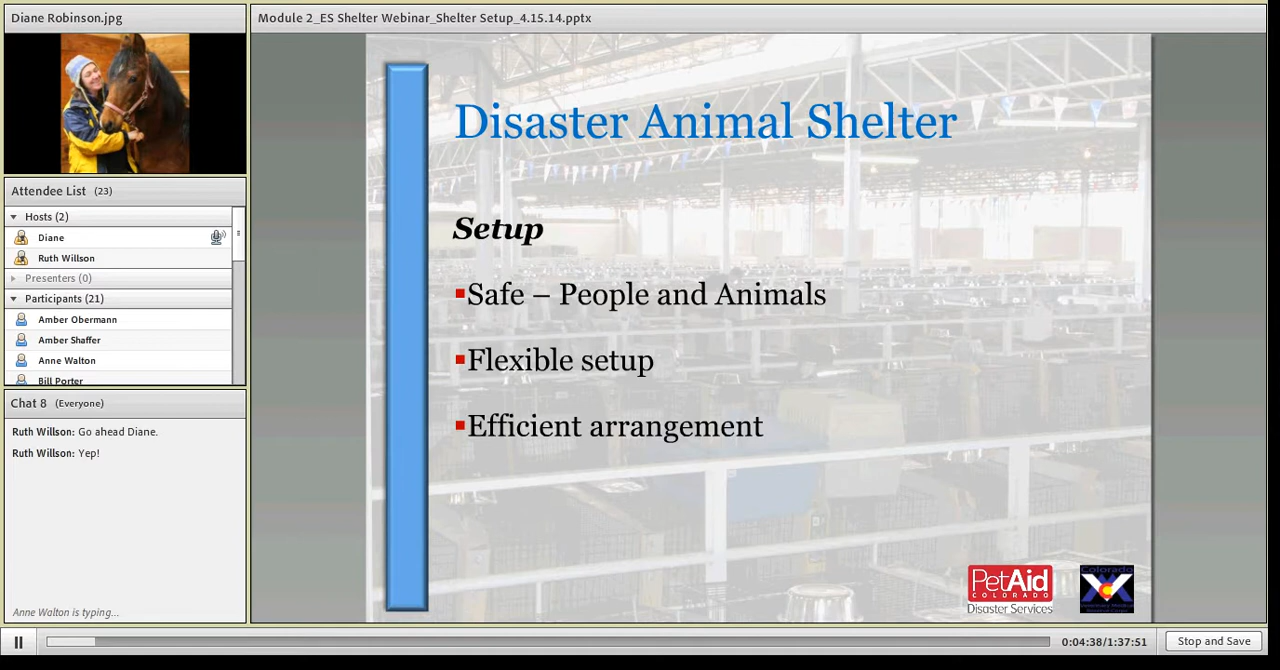 Diane Robinson.jpg
Attendee List (23)
Hosts (2)
Diane
Ruth Willson
Presenters (0)
Participants (21)
Amber Obermann
Amber Shaffer
Anne Walton
Bill Porter
Chat 8 (Everyone)
Ruth Willson: Go ahead Diane.
Ruth Willson: Yep!
Anne Walton is typing...
Module 2_ES Shelter Webinar_Shelter Setup_4.15.14.pptx
Disaster Animal Shelter
Setup
▪Safe – People and Animals
▪Flexible setup
▪Efficient arrangement
PetAid
COLORADO
Disaster Services
Colorado
0:04:38/1:37:51
Stop and Save